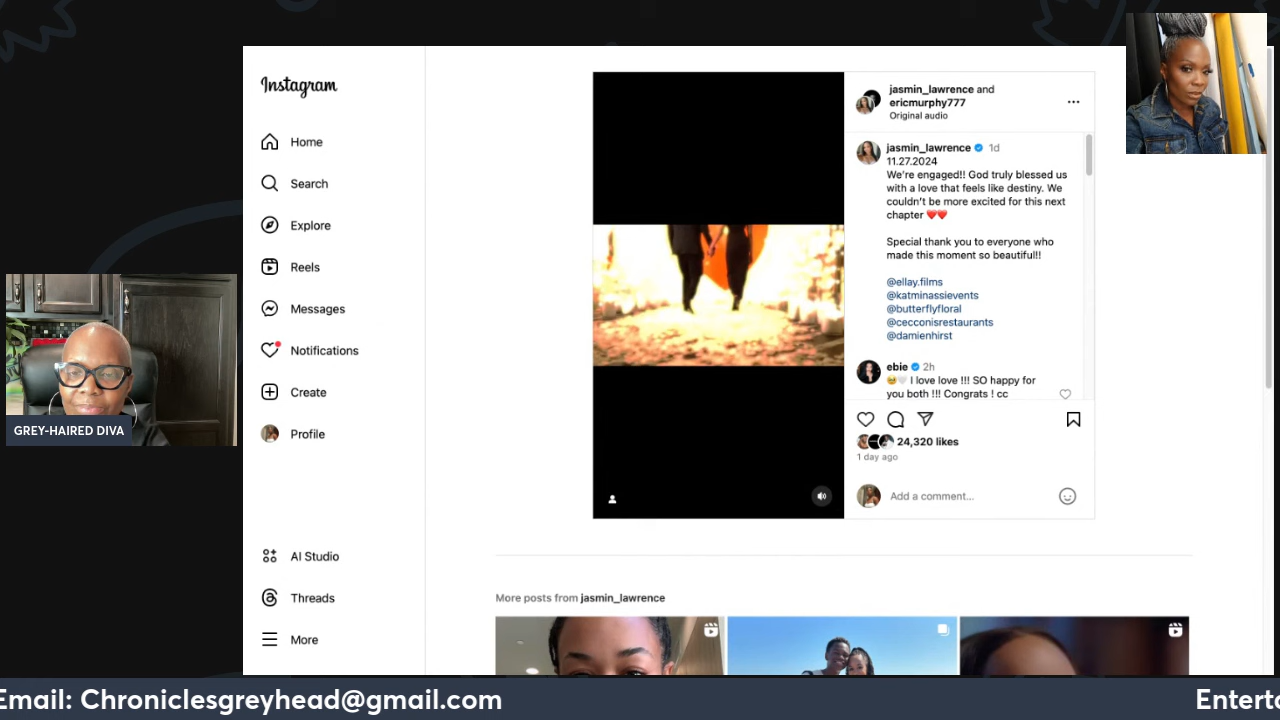 Instagram
Home
Search
Explore
Reels
Messages
Notifications
Create
Profile
AI Studio
Threads
More
jasmin_lawrence and
ericmurphy777
Original audio
jasmin_lawrence 1d
11.27.2024
We're engaged!! God truly blessed us
with a love that feels like destiny. We
couldn't be more excited for this next
chapter ❤️❤️
Special thank you to everyone who
made this moment so beautiful!!
@ellay.films
@katminassievents
@butterflyfloral
@cecconisrestaurants
@damienhirst
ebie 2h
🥹🤍 I love love !!! SO happy for
you both !!! Congrats ! cc
24,320 likes
1 day ago
Add a comment...
More posts from jasmin_lawrence
GREY-HAIRED DIVA
Email: Chroniclesgreyhead@gmail.com
Enterta